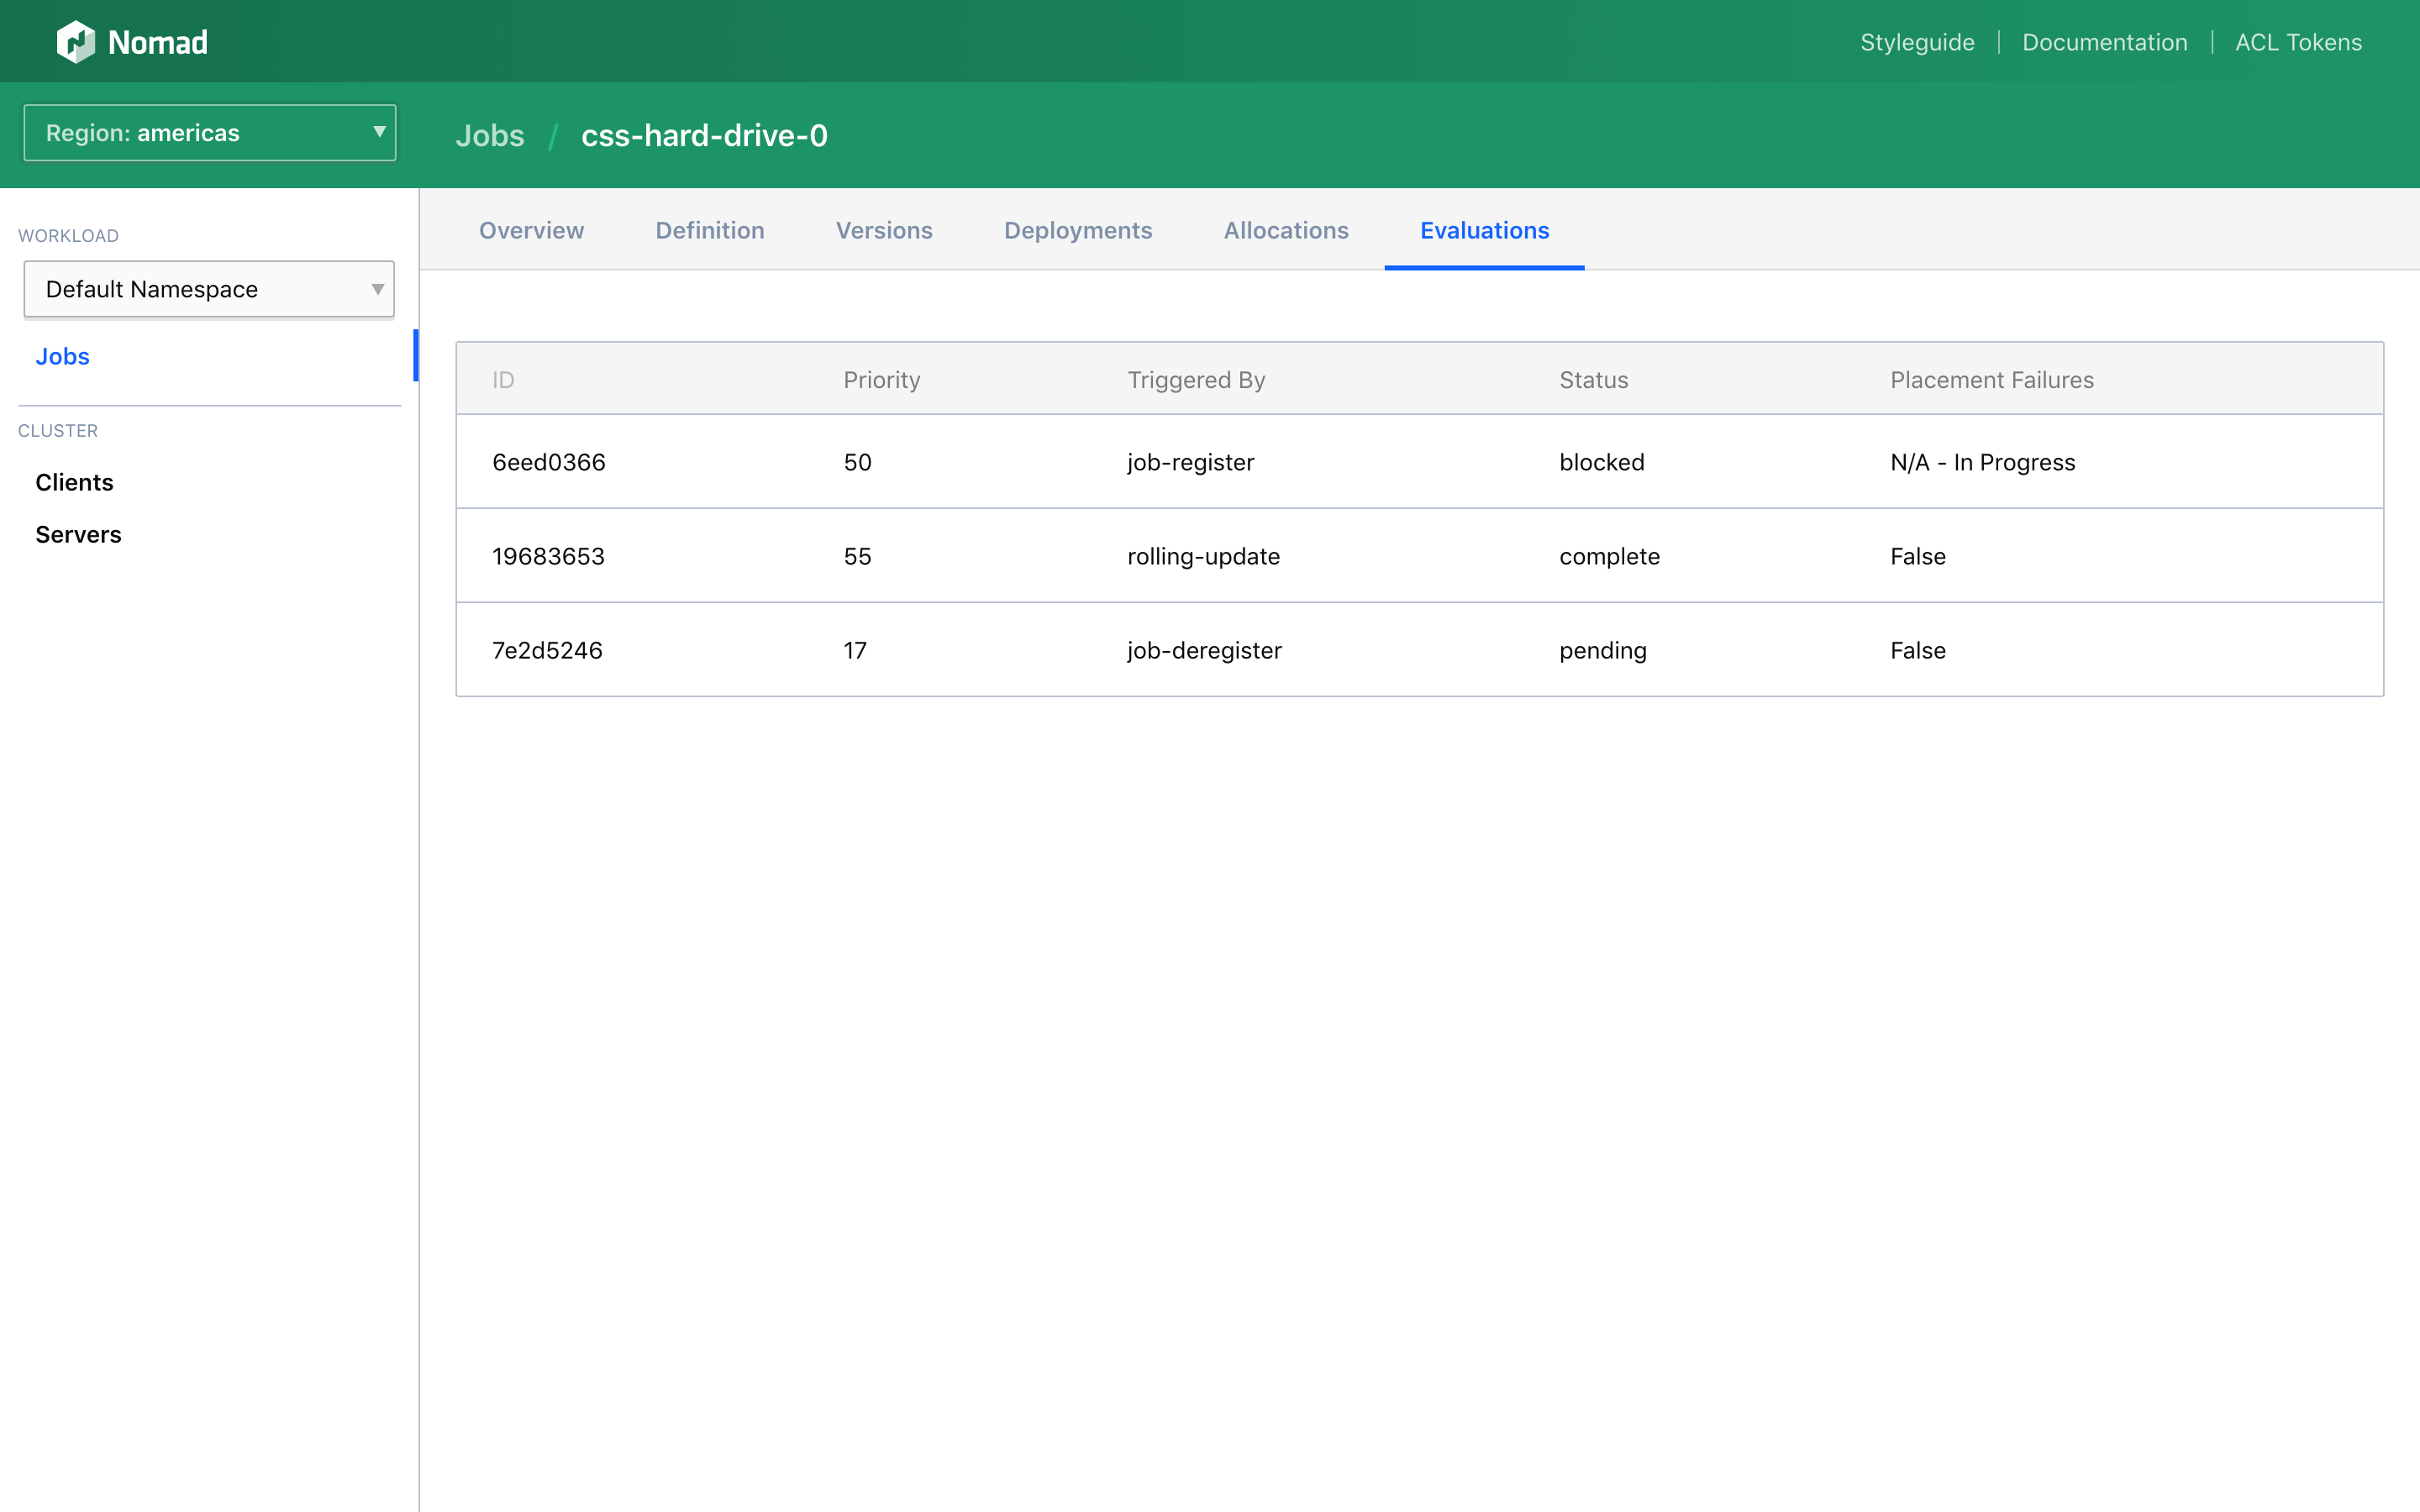 Nomad
Styleguide Documentation ACL Tokens
Region: americas
Jobs / css-hard-drive-0
WORKLOAD
Default Namespace
Jobs
CLUSTER
Clients
Servers
Overview Definition Versions Deployments Allocations Evaluations
ID Priority Triggered By Status Placement Failures
6eed0366 50 job-register blocked N/A - In Progress
19683653 55 rolling-update complete False
7e2d5246 17 job-deregister pending False